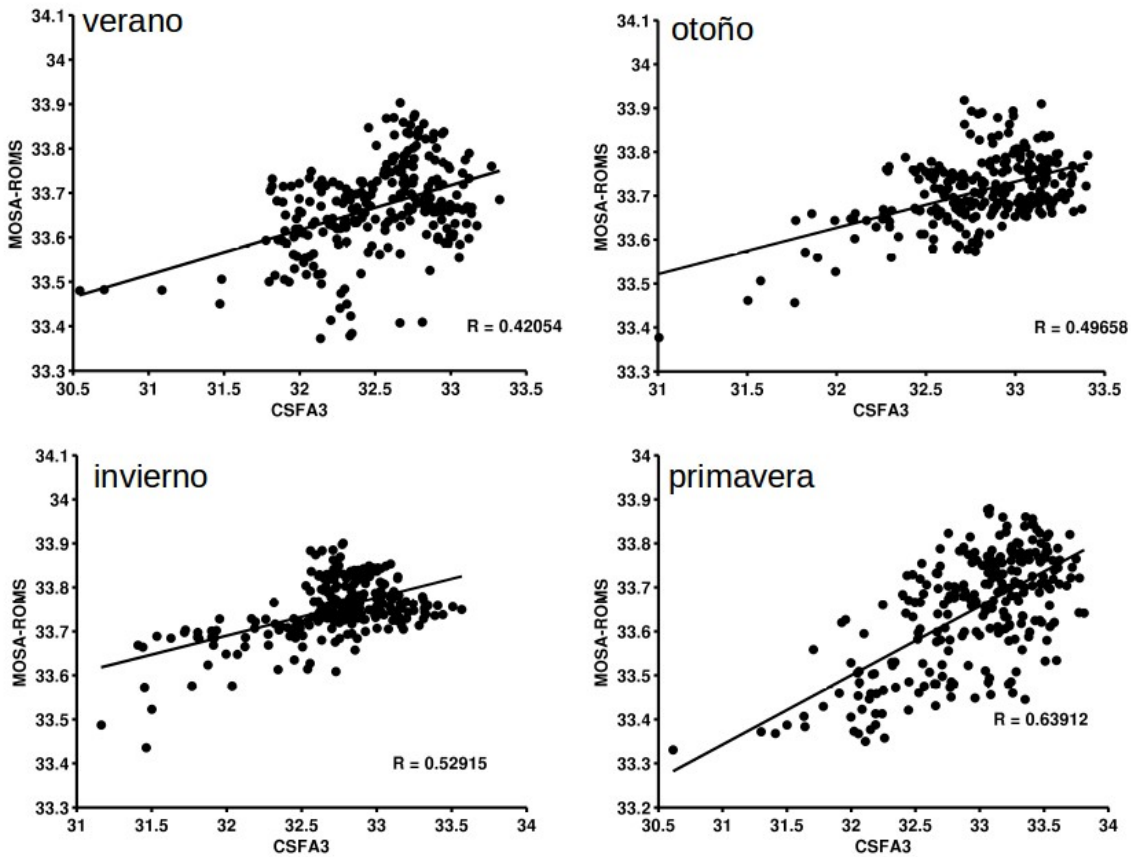 verano
34.1
34
33.9
33.8
33.7
33.6
33.5
33.4
33.3
MOSA-ROMS
R = 0.42054
30.5 31 31.5 32 32.5 33 33.5
CSFA3
otoño
34.1
34
33.9
33.8
33.7
33.6
33.5
33.4
33.3
MOSA-ROMS
R = 0.49658
31 31.5 32 32.5 33 33.5
CSFA3
invierno
34.1
34
33.9
33.8
33.7
33.6
33.5
33.4
33.3
MOSA-ROMS
R = 0.52915
31 31.5 32 32.5 33 33.5 34
CSFA3
primavera
34
33.9
33.8
33.7
33.6
33.5
33.4
33.3
33.2
MOSA-ROMS
R = 0.63912
30.5 31 31.5 32 32.5 33 33.5 34
CSFA3